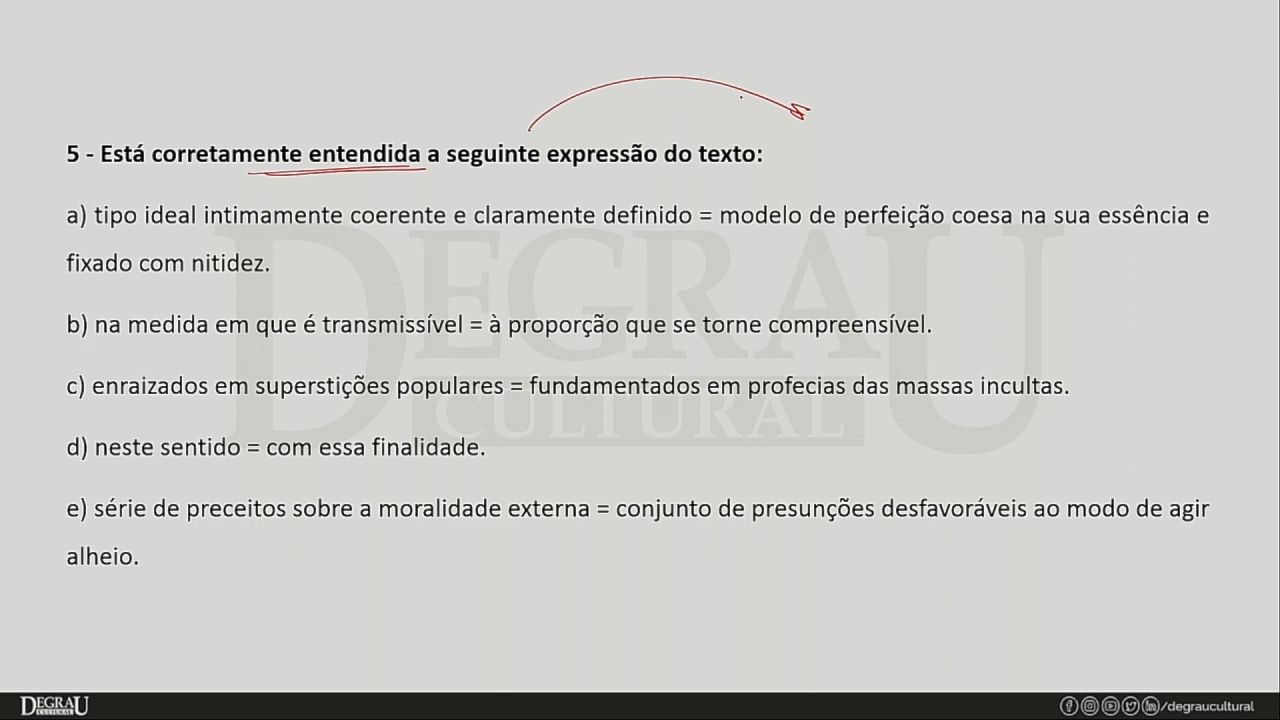 5 - Está corretamente entendida a seguinte expressão do texto:
a) tipo ideal intimamente coerente e claramente definido = modelo de perfeição coesa na sua essência e
fixado com nitidez.
b) na medida em que é transmissível = à proporção que se torne compreensível.
c) enraizados em superstições populares = fundamentados em profecias das massas incultas.
d) neste sentido = com essa finalidade.
e) série de preceitos sobre a moralidade externa = conjunto de presunções desfavoráveis ao modo de agir
alheio.
DEGRAU
CULTURAL
DEGRAU
CULTURAL
/degraucultural